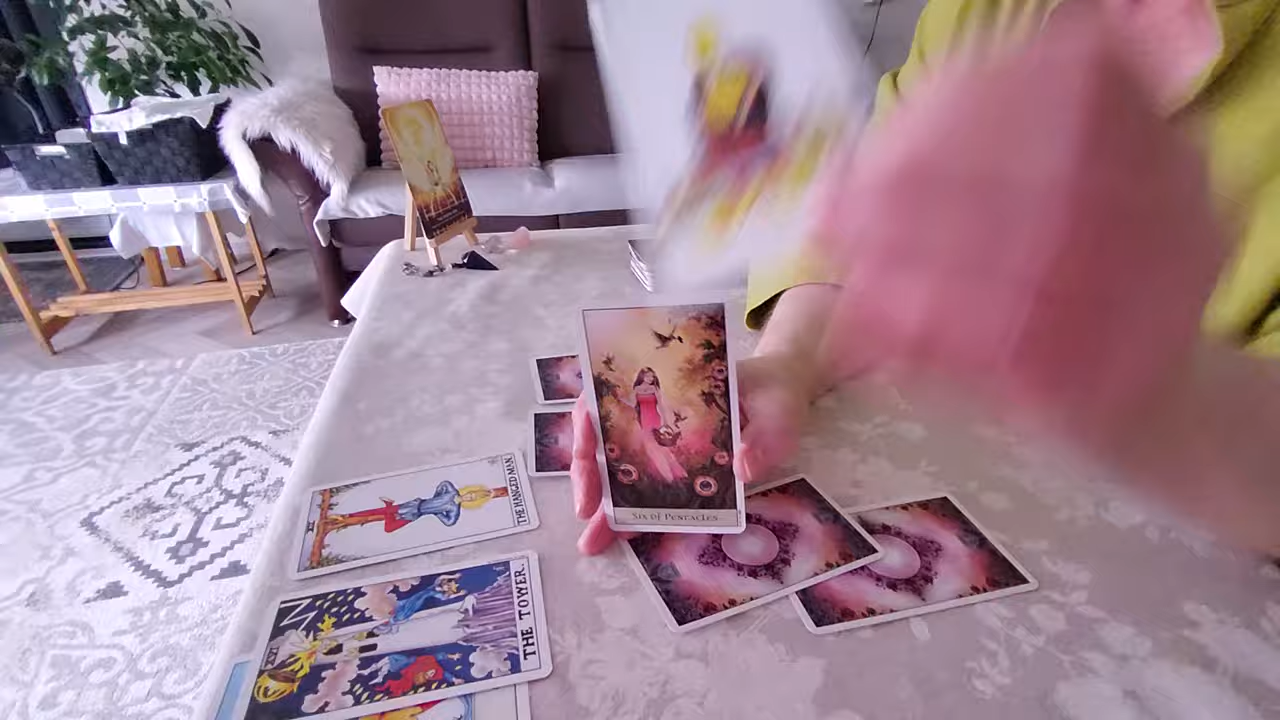 Six of Pentacles
THE HANGED MAN
THE TOWER.